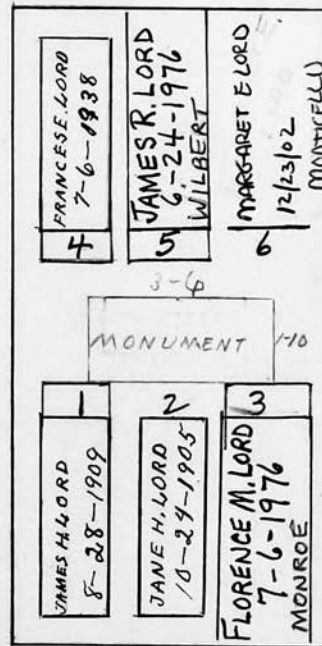 FRANCES E. LORD
7-6-1938
4
JAMES R. LORD
6-24-1976
WILBERT
5
MARGARET E LORD
12/23/02
MONTICELLO
6
3-4
MONUMENT
1-10
1
JAMES H. LORD
8-28-1909
2
JANE H. LORD
10-24-1905
3
FLORENCE M. LORD
7-6-1976
MONROE